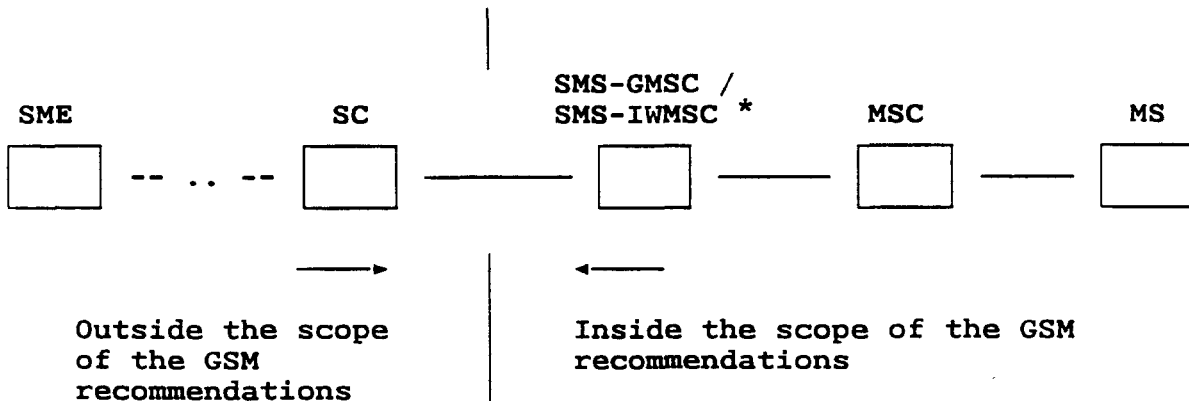 SMS-GMSC /
SME SC SMS-IWMSC * MSC MS
Outside the scope
of the GSM
recommendations
Inside the scope of the GSM
recommendations